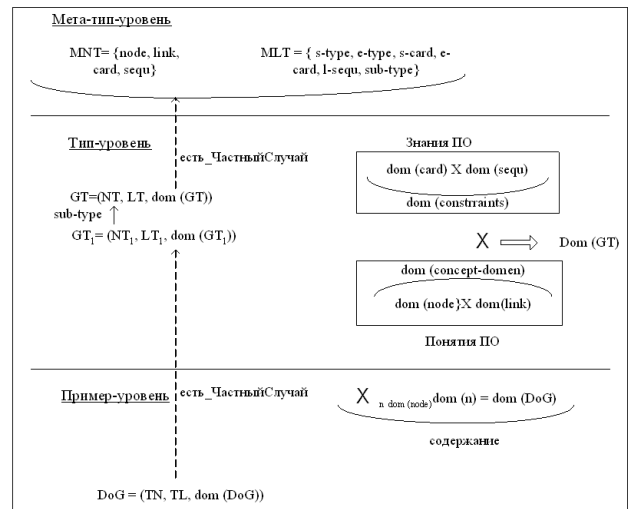 Мета-тип-уровень
MNT= {node, link,
card, sequ}
MLT = { s-type, e-type, s-card, e-
card, l-sequ, sub-type}
Тип-уровень
есть_ЧастныйСлучай
GT=(NT, LT, dom (GT))
sub-type
GT1= (NT1, LT1, dom (GT1))
Знания ПО
dom (card) X dom (sequ)
dom (constrraints)
X Dom (GT)
dom (concept-domen)
dom (node}X dom(link)
Понятия ПО
Пример-уровень
есть_ЧастныйСлучай
X n dom (node) dom (n) = dom (DoG)
содержание
DoG = (TN, TL, dom (DoG))